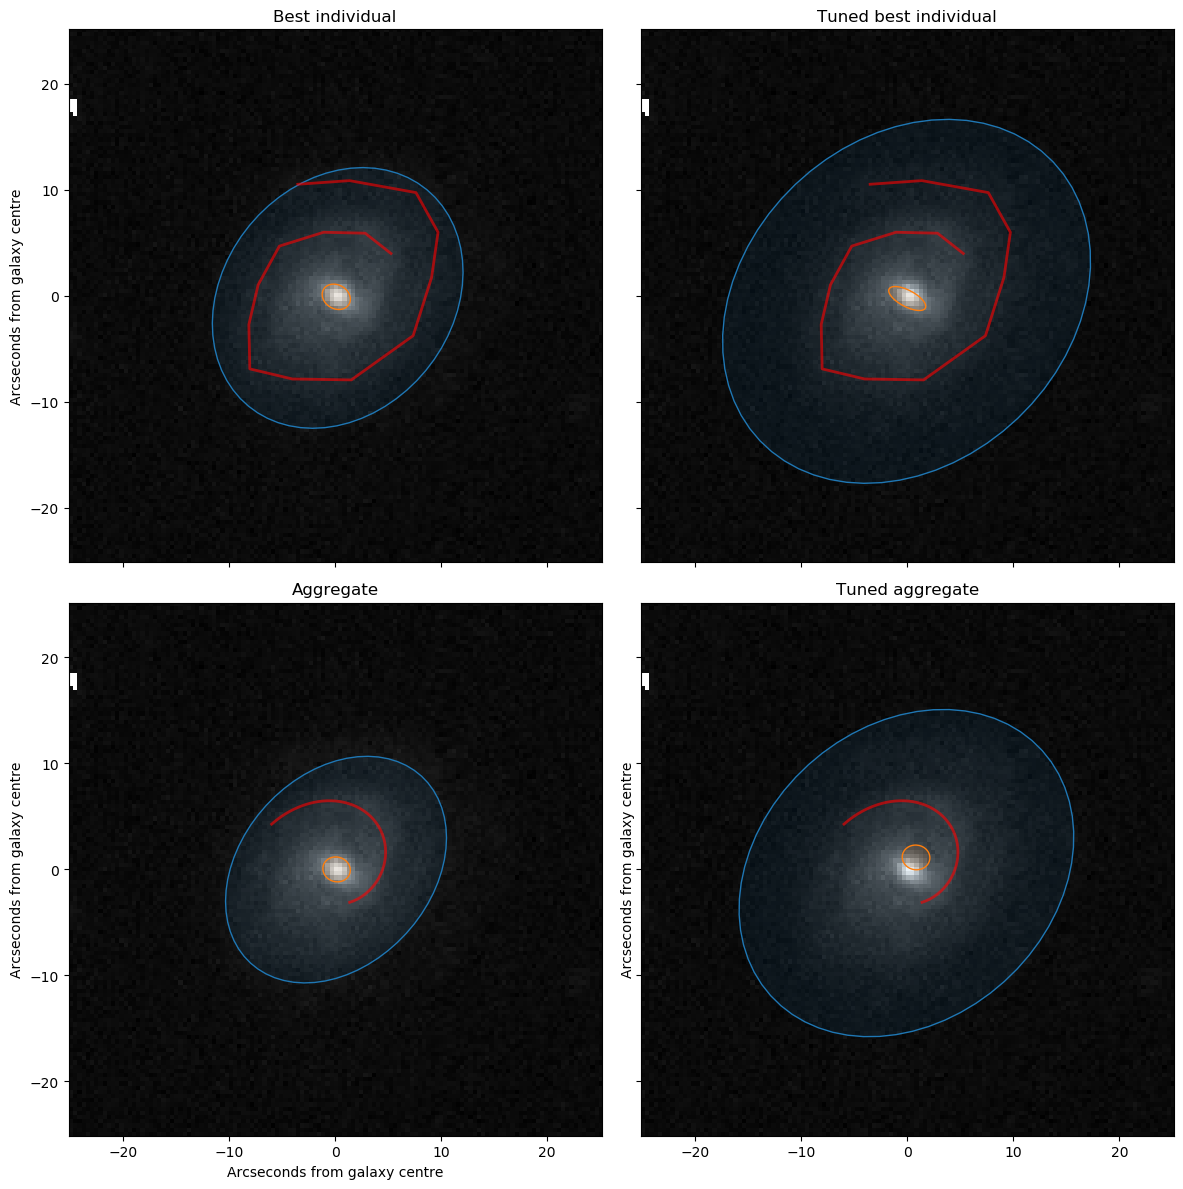 Best individual
Tuned best individual
20
10
0
−10
−20
Arcseconds from galaxy centre
Aggregate
Tuned aggregate
20
10
0
−10
−20
Arcseconds from galaxy centre
Arcseconds from galaxy centre
−20 −10 0 10 20
−20 −10 0 10 20
Arcseconds from galaxy centre